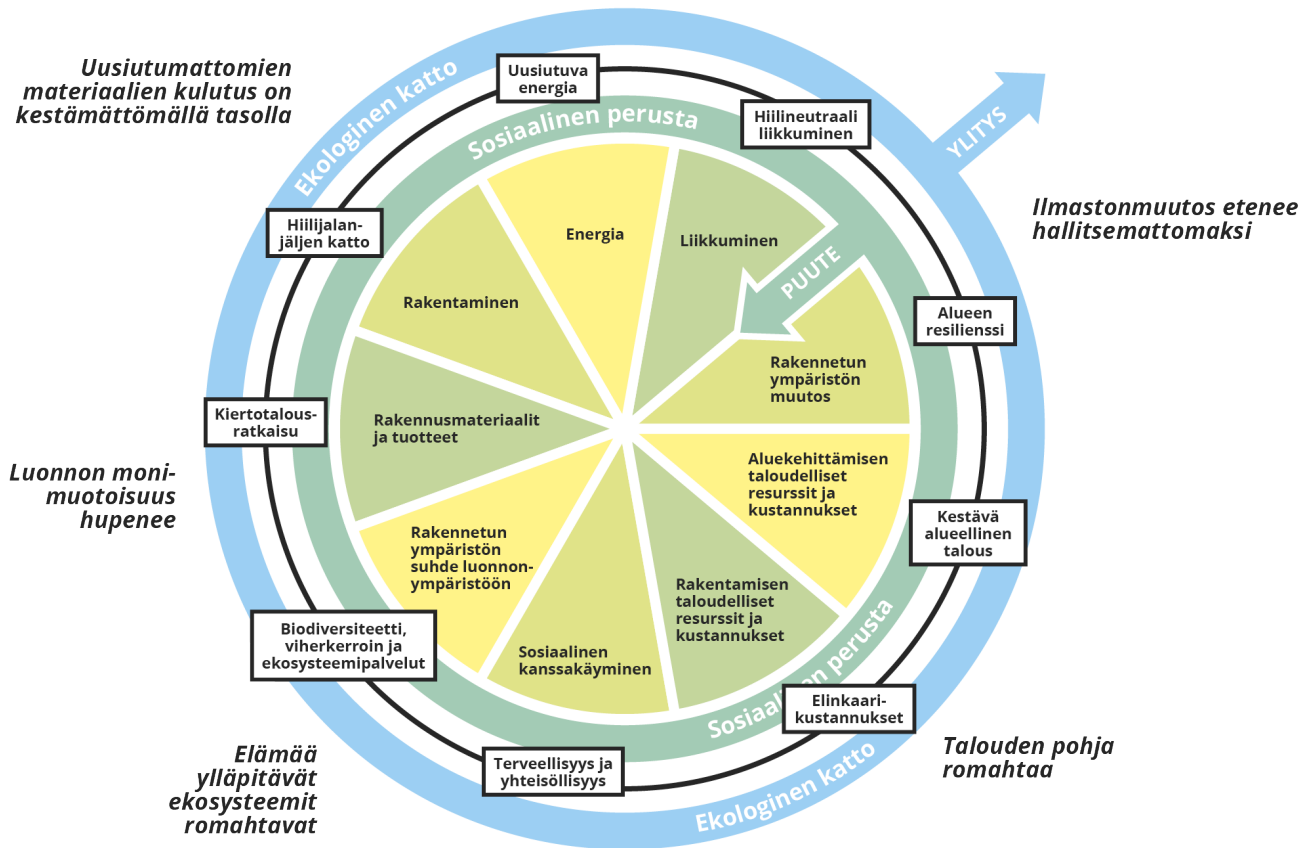 Uusiutumattomien
materiaalien kulutus on
kestämättömällä tasolla
Ekologinen katto
Uusiutuva
energia
Hiilineutraali
liikkuminen
YLITYS
Sosiaalinen perusta
Ilmastonmuutos etenee
hallitsemattomaksi
Hiilijalan-
jäljen katto
Energia
Liikkuminen
PUUTE
Rakentaminen
Alueen
resilienssi
Rakennetun
ympäristön
muutos
Kiertotalous-
ratkaisu
Rakennusmateriaalit
ja tuotteet
Luonnon moni-
muotoisuus
hupenee
Aluekehittämisen
taloudelliset
resurssit ja
kustannukset
Kestävä
alueellinen
talous
Rakennetun
ympäristön
suhde luonnon-
ympäristöön
Rakentamisen
taloudelliset
resurssit ja
kustannukset
Biodiversiteetti,
viherkerroin ja
ekosysteemipalvelut
Sosiaalinen
kanssakäyminen
Sosiaalinen perusta
Elinkaari-
kustannukset
Elämää
ylläpitävät
ekosysteemit
romahtavat
Terveellisyys ja
yhteisöllisyys
Ekologinen katto
Talouden pohja
romahtaa